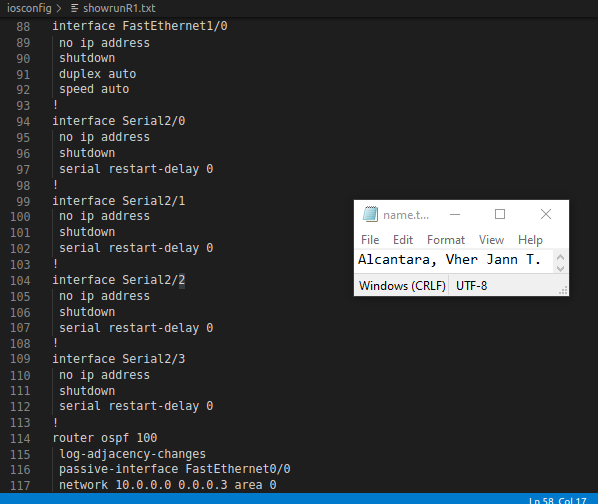 iosconfig > showrunR1.txt
88 interface FastEthernet1/0
89 no ip address
90 shutdown
91 duplex auto
92 speed auto
93 !
94 interface Serial2/0
95 no ip address
96 shutdown
97 serial restart-delay 0
98 !
99 interface Serial2/1
100 no ip address
101 shutdown
102 serial restart-delay 0
103 !
104 interface Serial2/2
105 no ip address
106 shutdown
107 serial restart-delay 0
108 !
109 interface Serial2/3
110 no ip address
111 shutdown
112 serial restart-delay 0
113 !
114 router ospf 100
115 log-adjacency-changes
116 passive-interface FastEthernet0/0
117 network 10.0.0.0 0.0.0.3 area 0
name.t...
File Edit Format View Help
Alcantara, Vher Jann T.
Windows (CRLF) UTF-8
Ln 58, Col 17